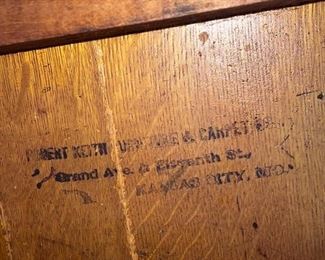 ROBERT KEITH FURNITURE & CARPET CO.
Grand Ave. & Eleventh St.,
KANSAS CITY, MO.